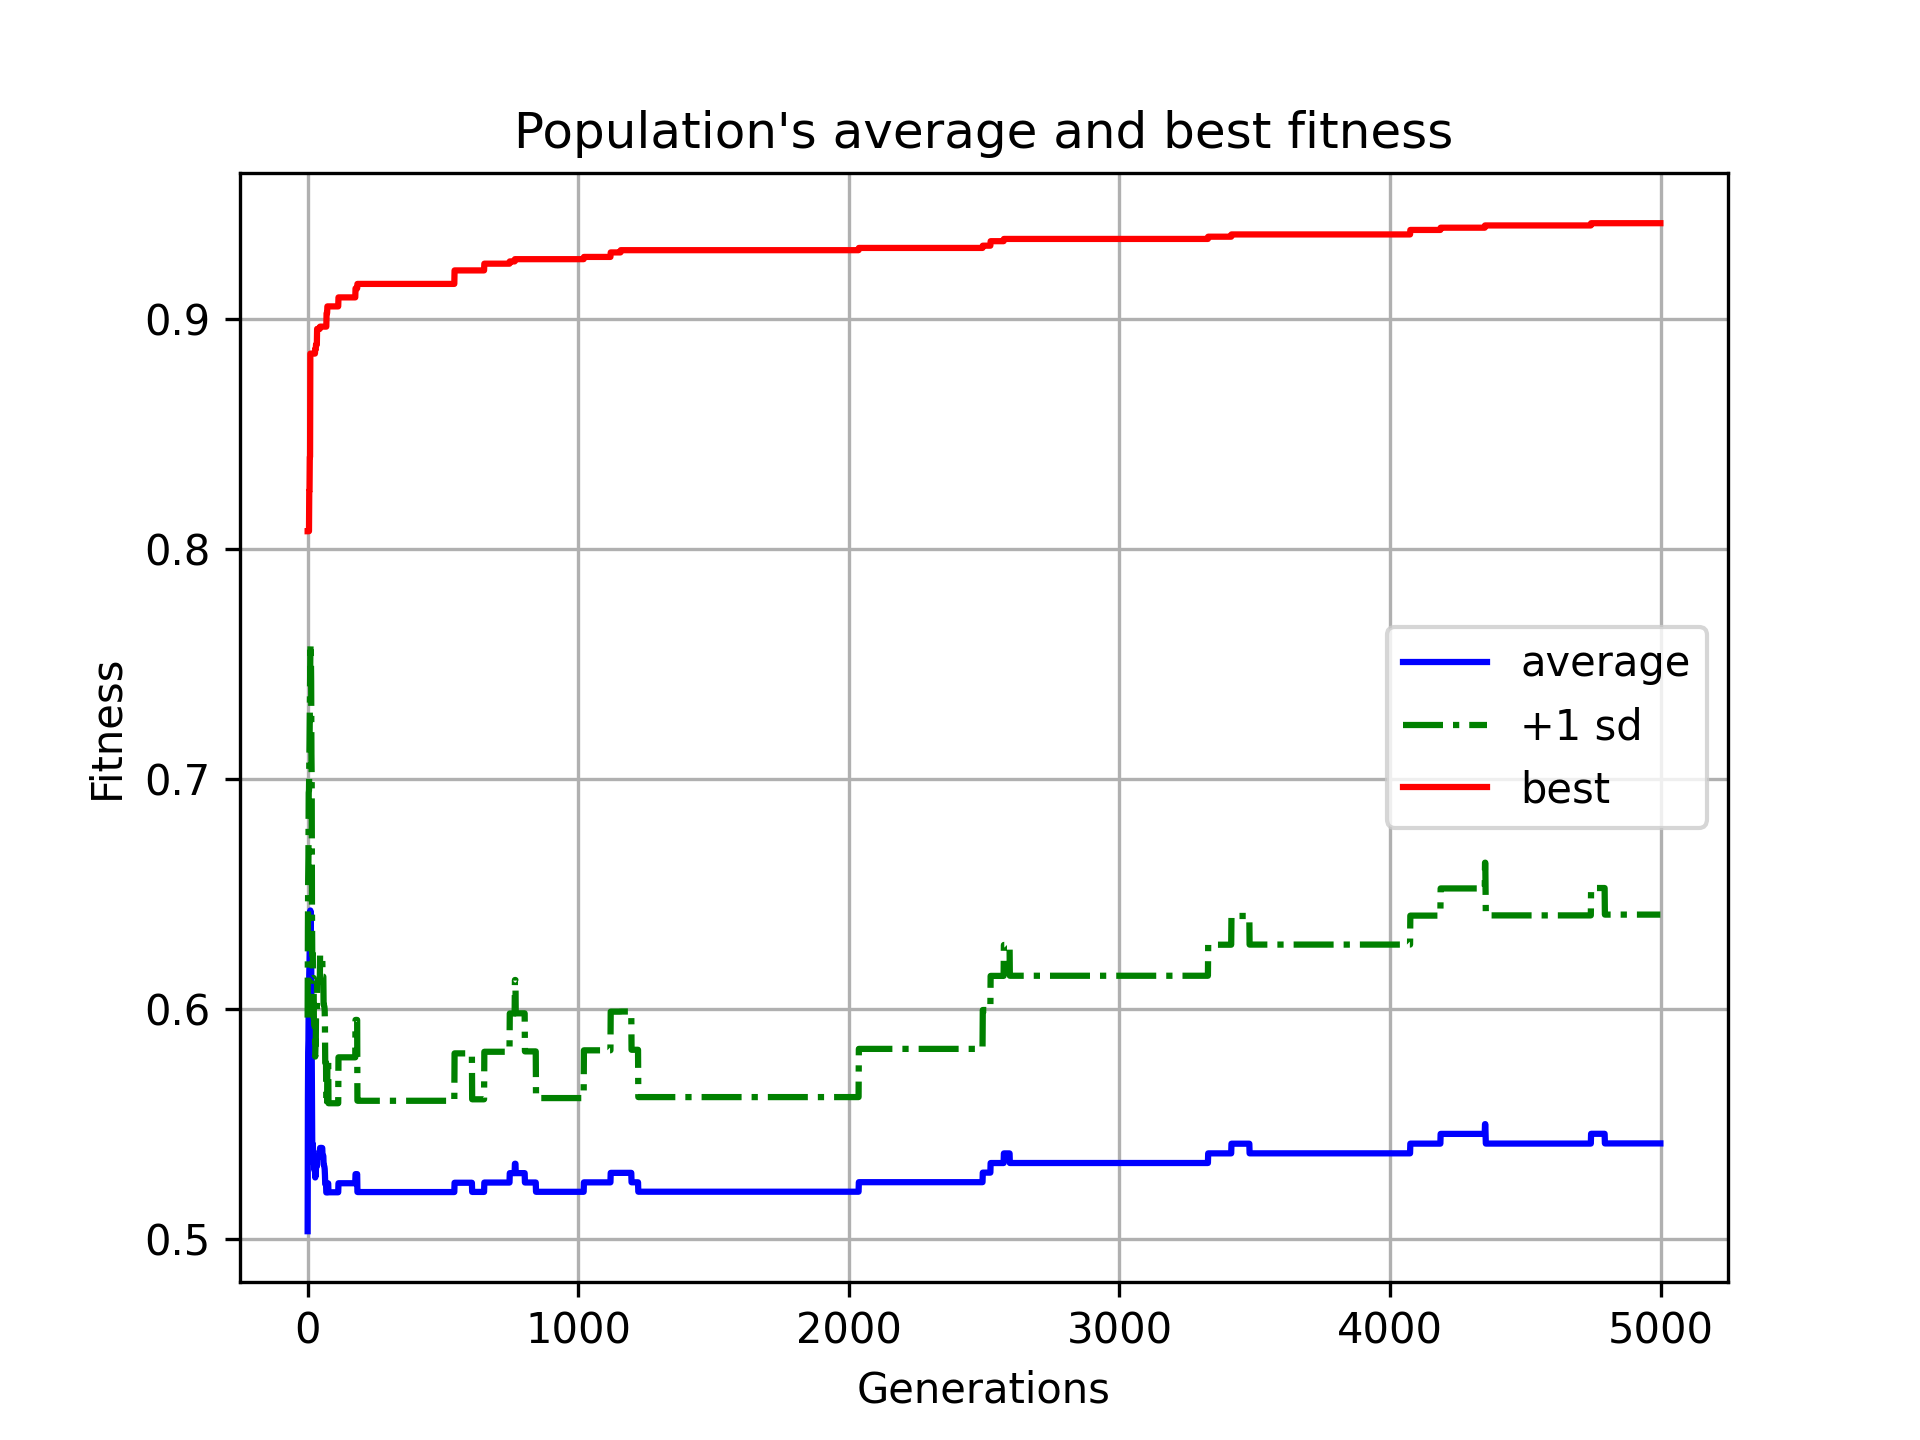 Population's average and best fitness
Fitness
0.9
0.8
0.7
0.6
0.5
average
+1 sd
best
0 1000 2000 3000 4000 5000
Generations